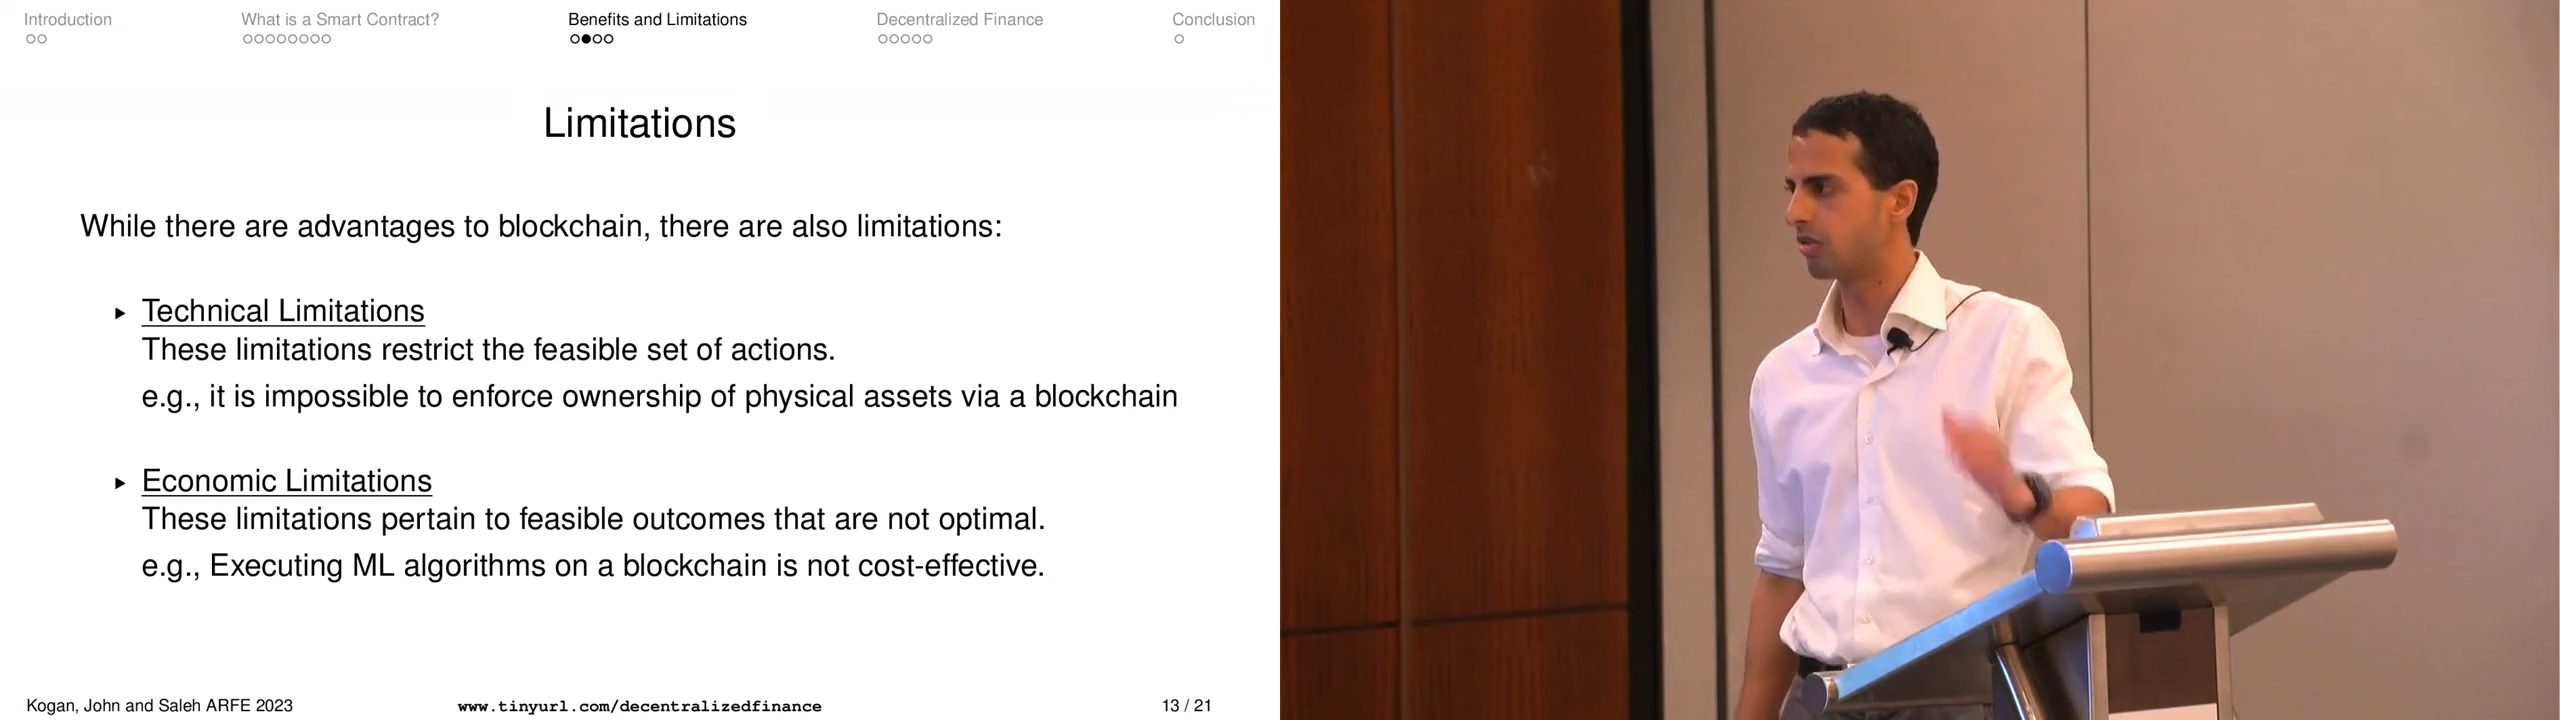 Introduction
What is a Smart Contract?
Benefits and Limitations
Decentralized Finance
Conclusion
Limitations
While there are advantages to blockchain, there are also limitations:
Technical Limitations
These limitations restrict the feasible set of actions.
e.g., it is impossible to enforce ownership of physical assets via a blockchain
Economic Limitations
These limitations pertain to feasible outcomes that are not optimal.
e.g., Executing ML algorithms on a blockchain is not cost-effective.
Kogan, John and Saleh ARFE 2023
www.tinyurl.com/decentralizedfinance
13 / 21